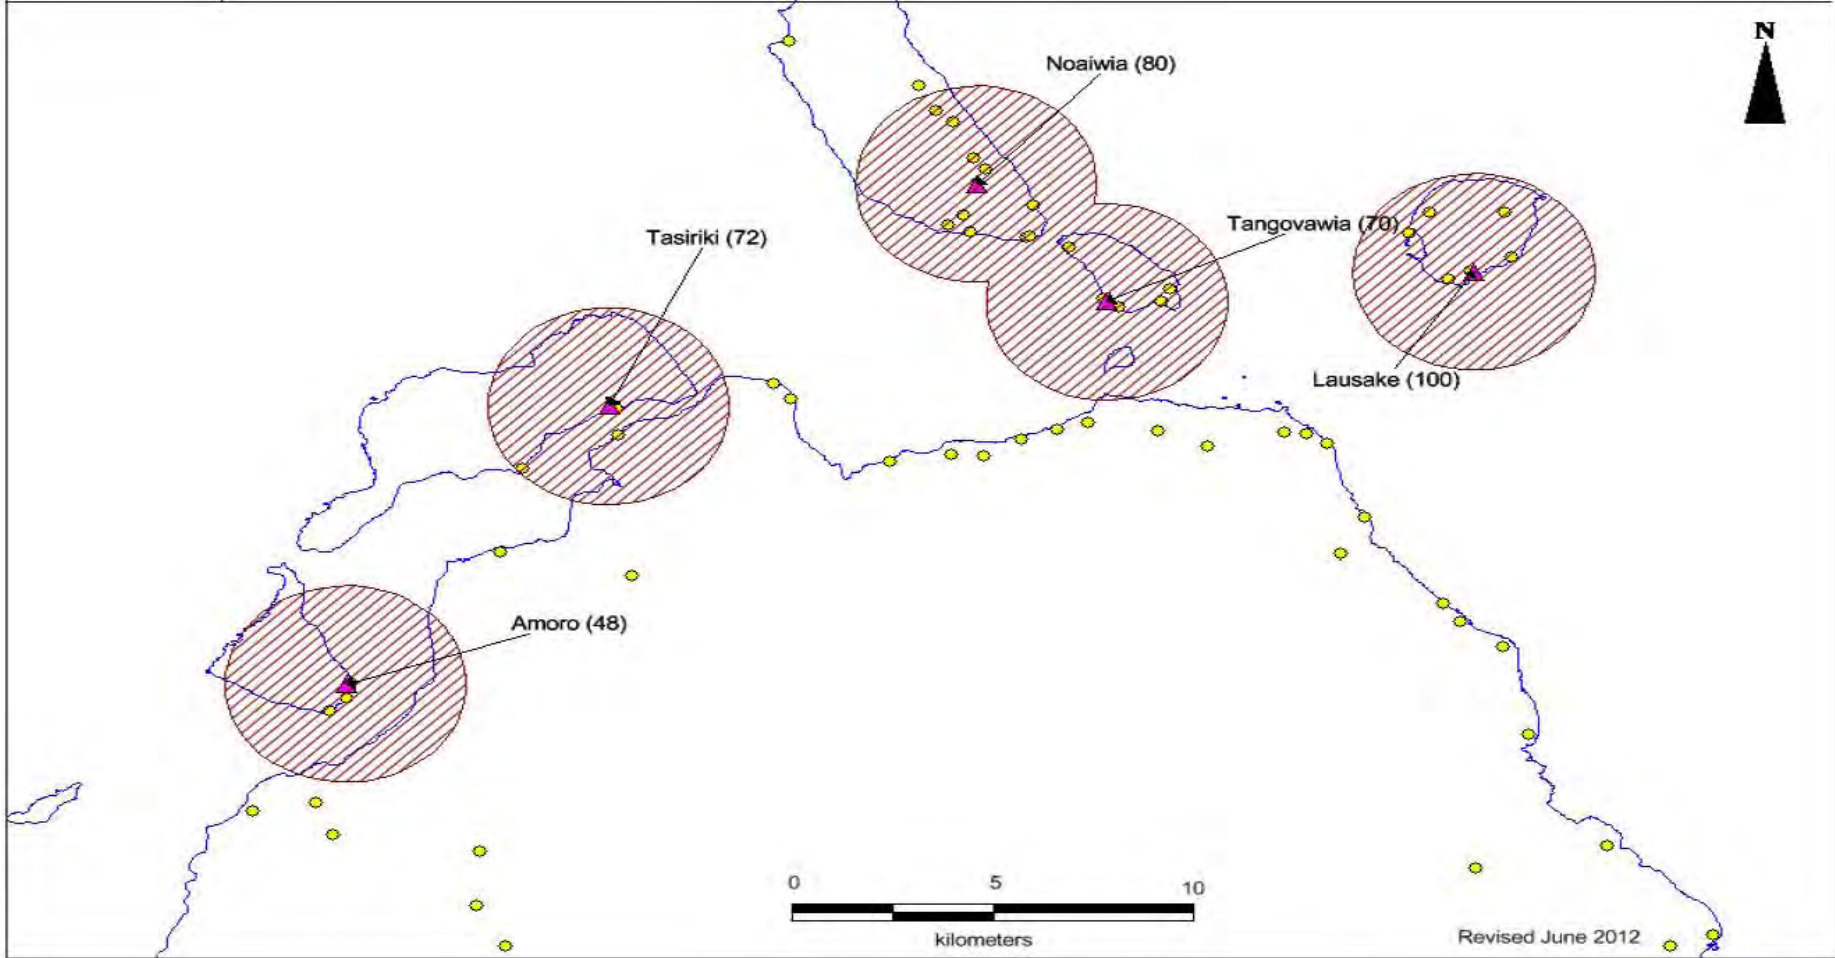 N
Noaiwia (80)
Tangovawia (70)
Tasiriki (72)
Lausake (100)
Amoro (48)
0 5 10
kilometers
Revised June 2012